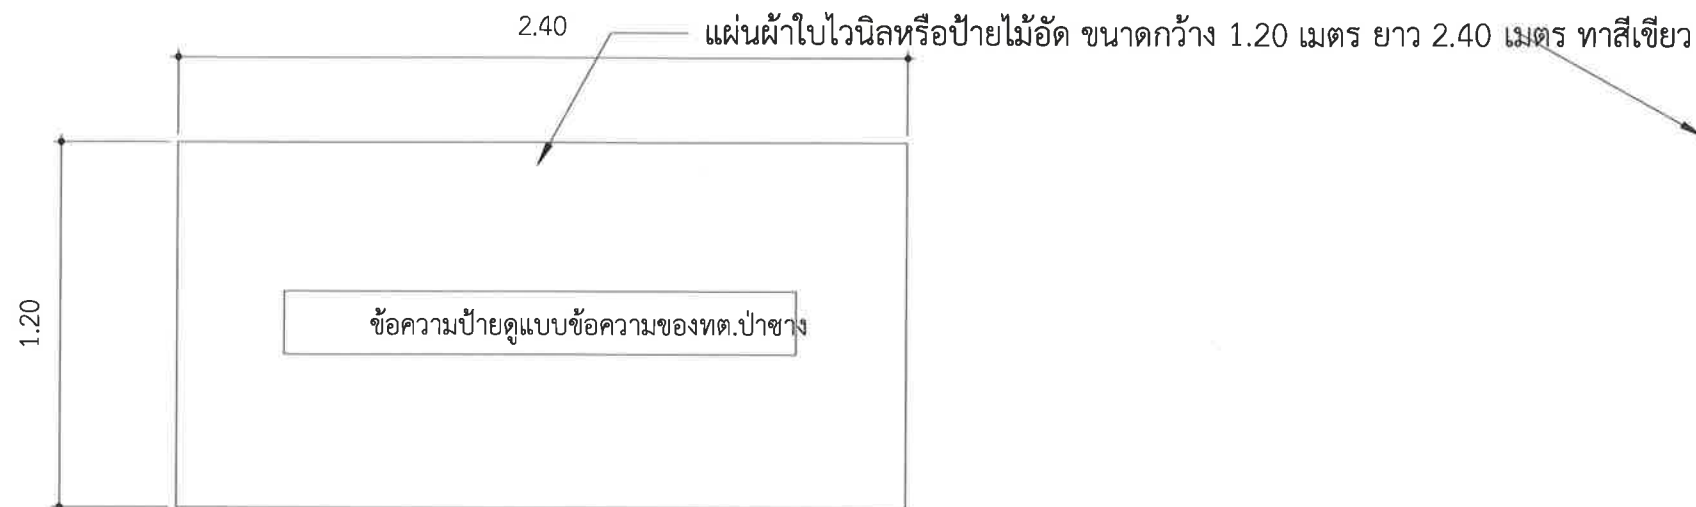 2.40
แผ่นผ้าใบไวนิลหรือป้ายไม้อัด ขนาดกว้าง 1.20 เมตร ยาว 2.40 เมตร ทาสีเขียว
1.20
ข้อความป้ายดูแบบข้อความของทต.ป่าซาง